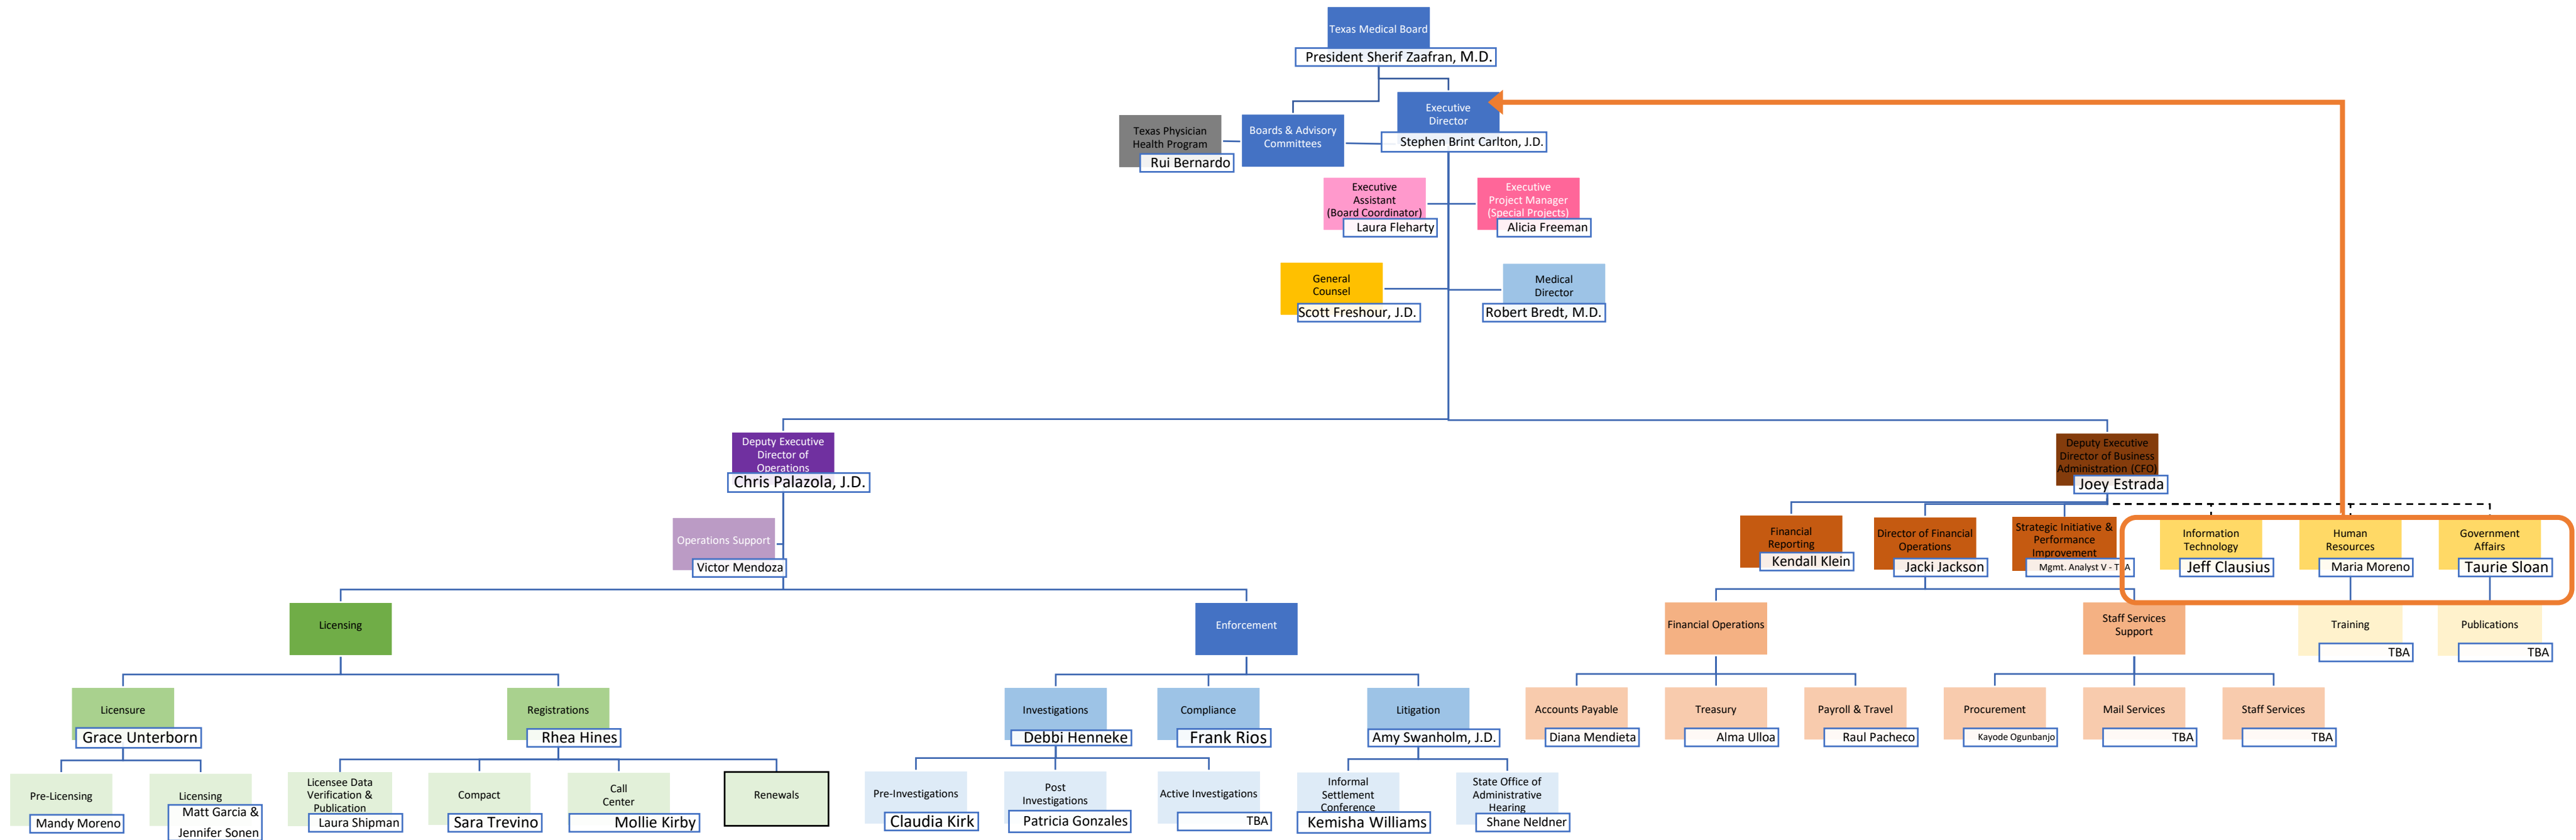 Texas Medical Board
President Sherif Zaafran, M.D.
Executive
Director
Stephen Brint Carlton, J.D.
Texas Physician
Health Program
Rui Bernardo
Boards & Advisory
Committees
Executive
Assistant
(Board Coordinator)
Laura Fleharty
Executive
Project Manager
(Special Projects)
Alicia Freeman
General
Counsel
Scott Freshour, J.D.
Medical
Director
Robert Bredt, M.D.
Deputy Executive
Director of
Operations
Chris Palazola, J.D.
Deputy Executive
Director of Business
Administration (CFO)
Joey Estrada
Operations Support
Victor Mendoza
Financial
Reporting
Kendall Klein
Director of Financial
Operations
Jacki Jackson
Strategic Initiative &
Performance
Improvement
Mgmt. Analyst V - TBA
Information
Technology
Jeff Clausius
Human
Resources
Maria Moreno
Government
Affairs
Taurie Sloan
Licensing
Enforcement
Financial Operations
Staff Services
Support
Training
TBA
Publications
TBA
Licensure
Grace Unterborn
Registrations
Rhea Hines
Investigations
Debbi Henneke
Compliance
Frank Rios
Litigation
Amy Swanholm, J.D.
Accounts Payable
Diana Mendieta
Treasury
Alma Ulloa
Payroll & Travel
Raul Pacheco
Procurement
Kayode Ogunbanjo
Mail Services
TBA
Staff Services
TBA
Pre-Licensing
Mandy Moreno
Licensing
Matt Garcia &
Jennifer Sonen
Licensee Data
Verification &
Publication
Laura Shipman
Compact
Sara Trevino
Call
Center
Mollie Kirby
Renewals
Pre-Investigations
Claudia Kirk
Post
Investigations
Patricia Gonzales
Active Investigations
TBA
Informal
Settlement
Conference
Kemisha Williams
State Office of
Administrative
Hearing
Shane Neldner